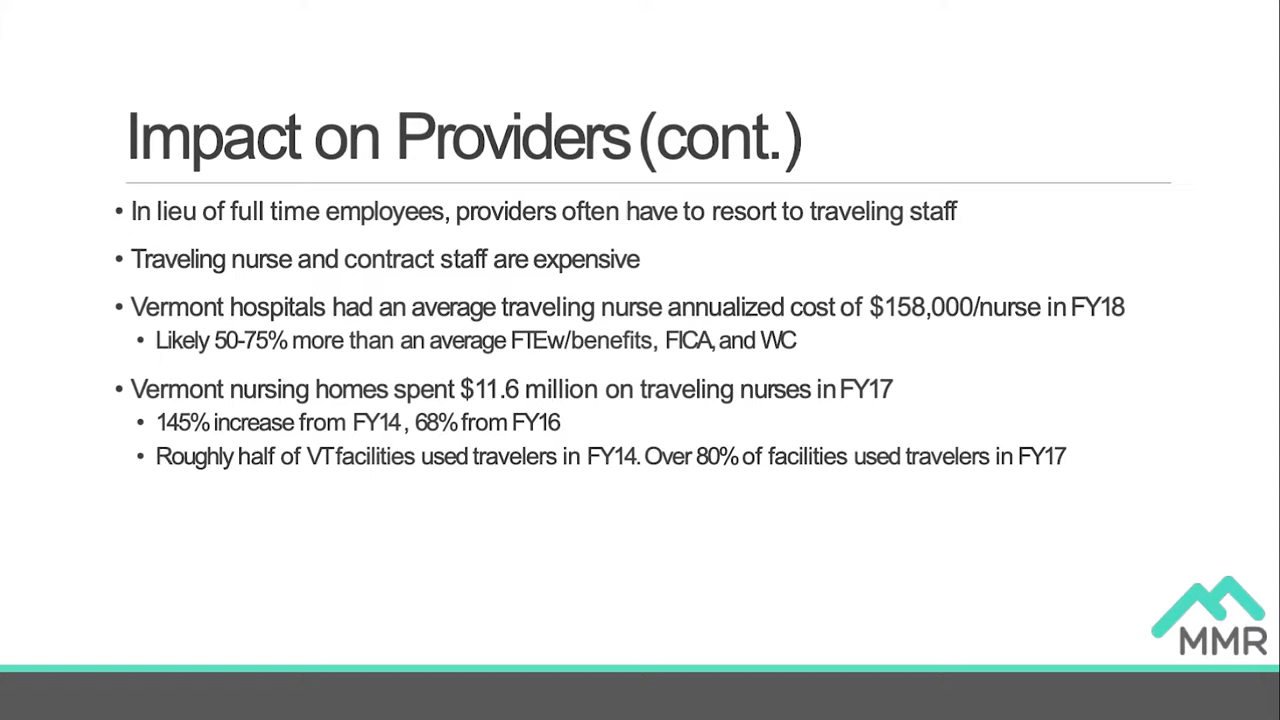 Impact on Providers (cont.)
• In lieu of full time employees, providers often have to resort to traveling staff
• Traveling nurse and contract staff are expensive
• Vermont hospitals had an average traveling nurse annualized cost of $158,000/nurse in FY18
• Likely 50-75% more than an average FTE w/benefits, FICA, and WC
• Vermont nursing homes spent $11.6 million on traveling nurses in FY17
• 145% increase from FY14, 68% from FY16
• Roughly half of VT facilities used travelers in FY14. Over 80% of facilities used travelers in FY17
MMR